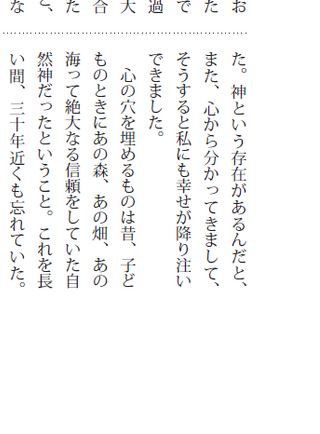 お
た
で
過
大
合
た
と、
な
た。神という存在があるんだと、
また、心から分かってきまして、
そうすると私にも幸せが降り注い
できました。
心の穴を埋めるものは昔、子ど
ものときにあの森、あの畑、あの
海って絶大なる信頼をしていた自
然神だったということ。これを長
い間、三十年近くも忘れていた。